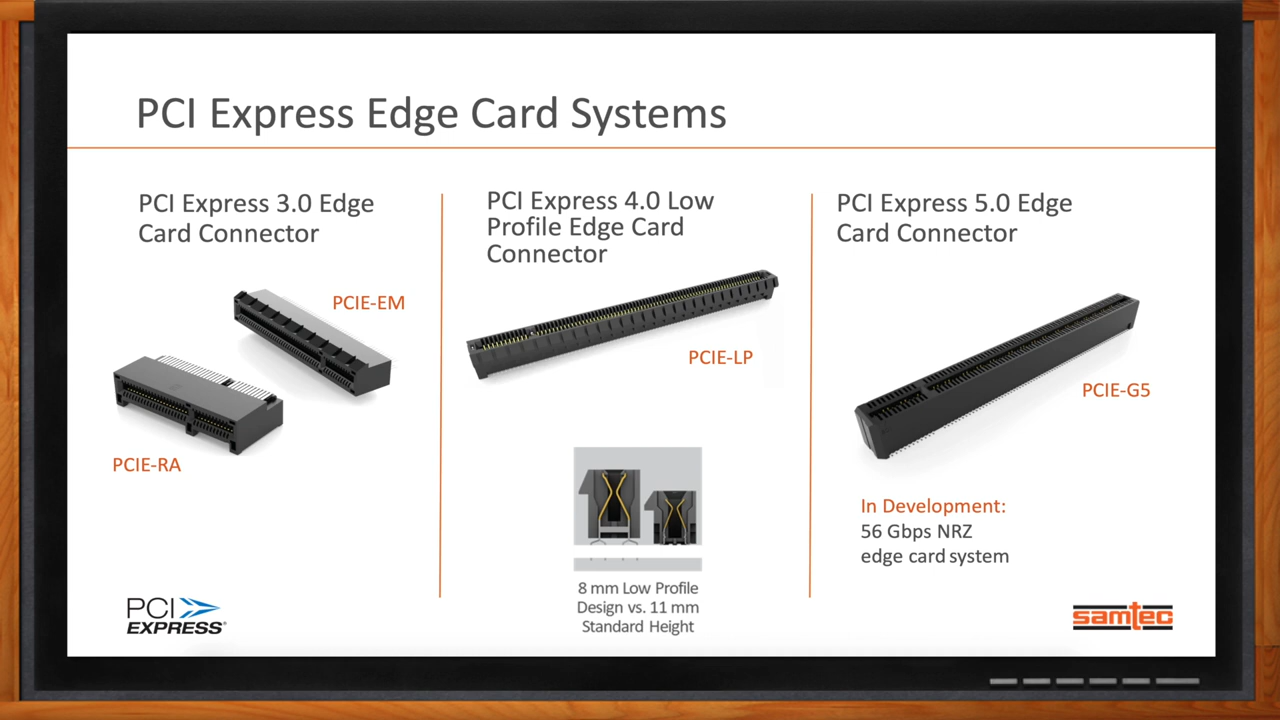 PCI Express Edge Card Systems
PCI Express 3.0 Edge
Card Connector
PCIE-EM
PCIE-RA
PCI Express 4.0 Low
Profile Edge Card
Connector
PCIE-LP
8 mm Low Profile
Design vs. 11 mm
Standard Height
PCI Express 5.0 Edge
Card Connector
PCIE-G5
In Development:
56 Gbps NRZ
edge card system
PCI
EXPRESS®
samtec